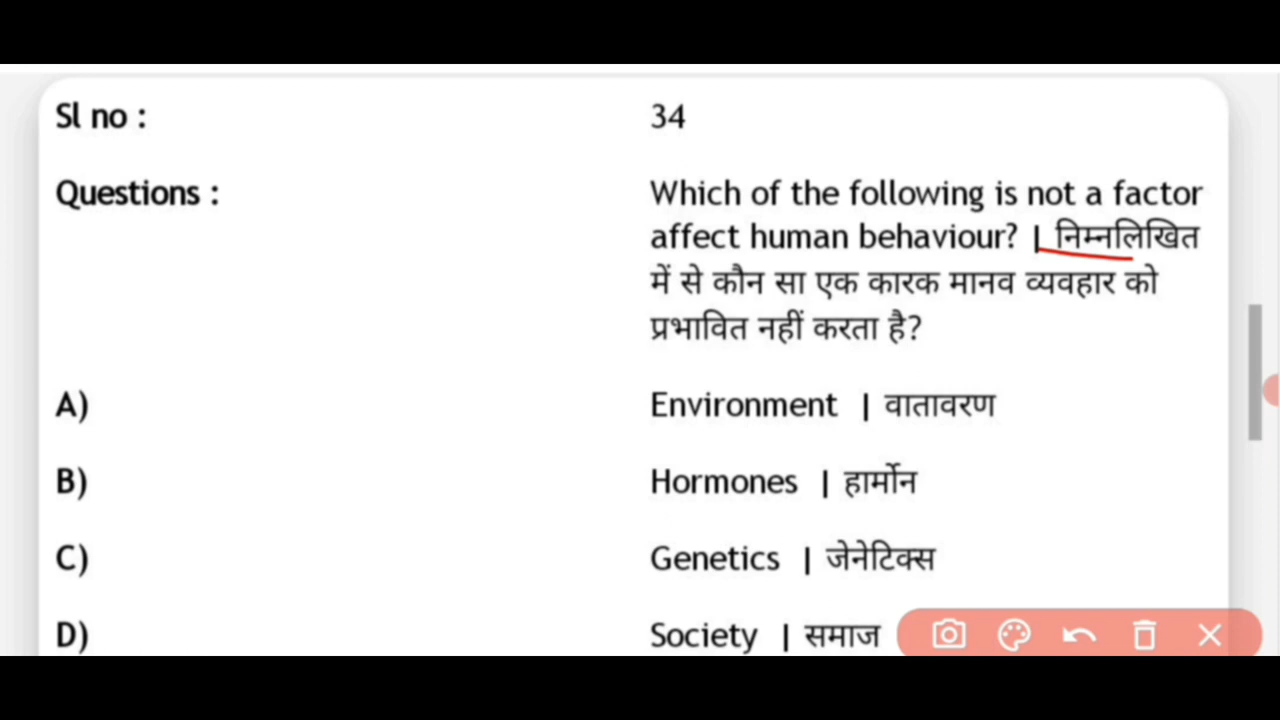 Sl no : 34
Questions : Which of the following is not a factor
affect human behaviour? | निम्नलिखित
में से कौन सा एक कारक मानव व्यवहार को
प्रभावित नहीं करता है?
A) Environment | वातावरण
B) Hormones | हार्मोन
C) Genetics | जेनेटिक्स
D) Society | समाज